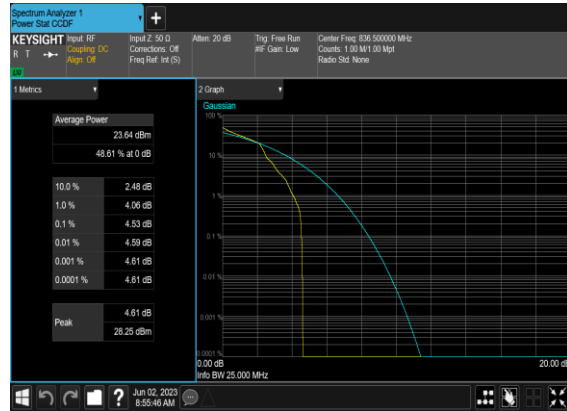 Spectrum Analyzer 1
Power Stat CCDF
KEYSIGHT
R T
Input: RF
Coupling: DC
Align: Off
Input Z: 50 Ω
Corrections: Off
Freq Ref: Int (S)
Atten: 20 dB
Trig: Free Run
#IF Gain: Low
Center Freq: 836.500000 MHz
Counts: 1.00 M/1.00 Mpt
Radio Std: None
1 Metrics
Average Power
23.64 dBm
48.61 % at 0 dB
10.0 % 2.48 dB
1.0 % 4.06 dB
0.1 % 4.53 dB
0.01 % 4.59 dB
0.001 % 4.61 dB
0.0001 % 4.61 dB
Peak
4.61 dB
28.25 dBm
2 Graph
Gaussian
100 %
10 %
1 %
0.1 %
0.01 %
0.001 %
0.0001 %
0.00 dB
20.00 dB
Info BW 25.000 MHz
?
Jun 02, 2023
8:55:46 AM